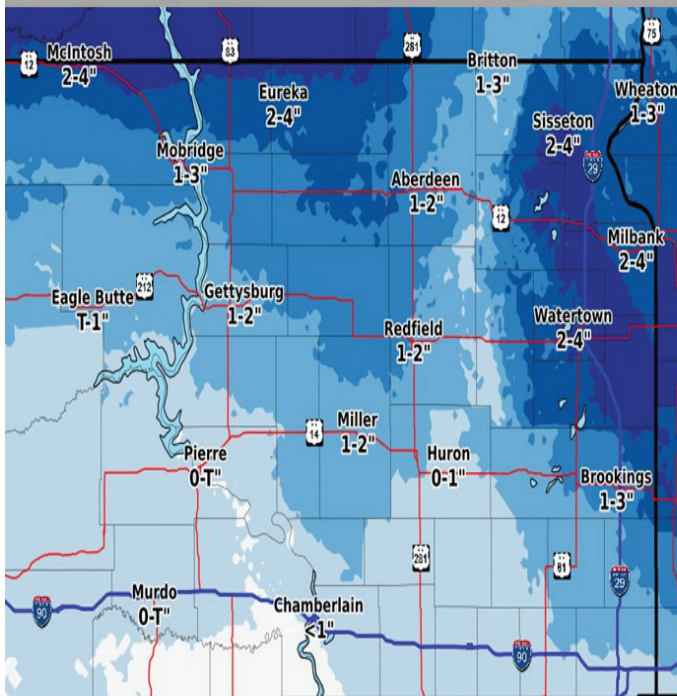 75
83
281
12
McIntosh
2-4"
Britton
1-3"
Eureka
2-4"
Wheaton
1-3"
Sisseton
2-4"
29
Mobridge
1-3"
Aberdeen
1-2"
12
Milbank
2-4"
212
Eagle Butte
T-1"
Gettysburg
1-2"
Redfield
1-2"
Watertown
2-4"
Miller
1-2"
14
Pierre
0-T"
Huron
0-1"
Brookings
1-3"
281
81
29
Murdo
0-T"
90
Chamberlain
<1"
90